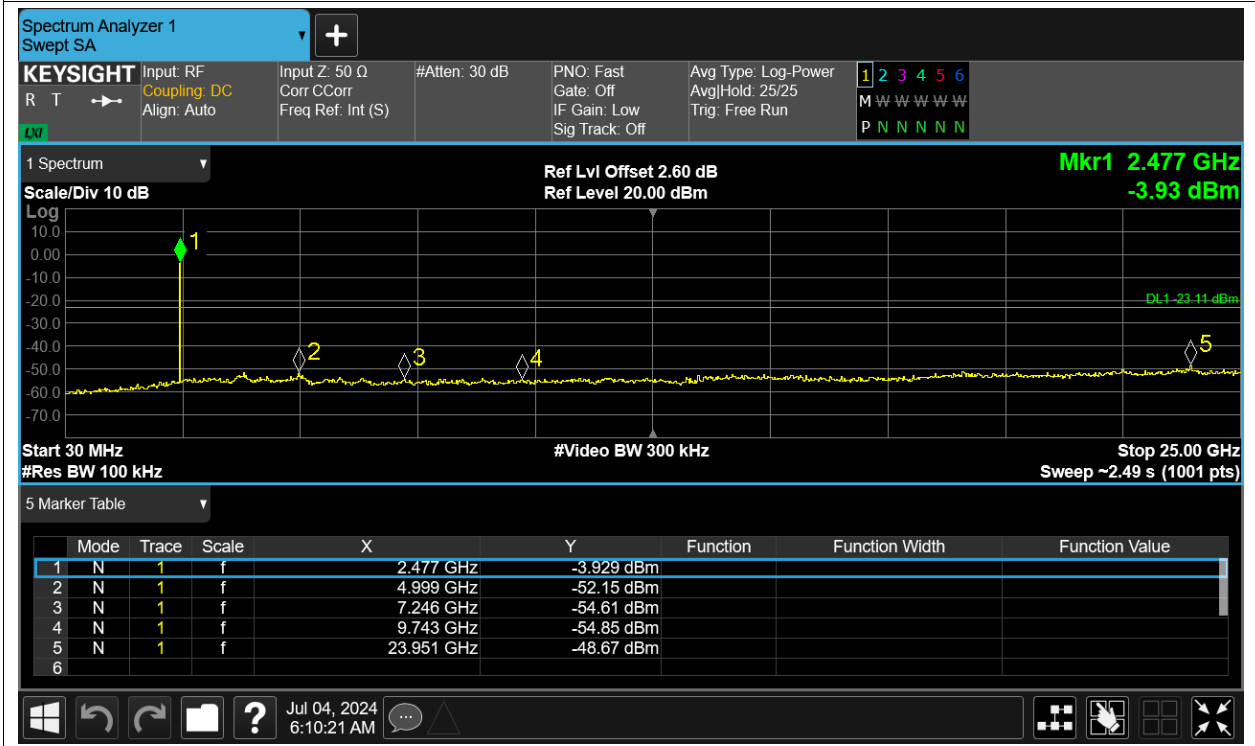 Spectrum Analyzer 1
Swept SA
+
KEYSIGHT
R T
LXI
Input: RF
Coupling: DC
Align: Auto
Input Z: 50 Ω
Corr CCorr
Freq Ref: Int (S)
#Atten: 30 dB
PNO: Fast
Gate: Off
IF Gain: Low
Sig Track: Off
Avg Type: Log-Power
Avg|Hold: 25/25
Trig: Free Run
1 2 3 4 5 6
M W W W W W
P N N N N N
1 Spectrum
Scale/Div 10 dB
Ref Lvl Offset 2.60 dB
Ref Level 20.00 dBm
Mkr1 2.477 GHz
-3.93 dBm
Log
10.0
0.00
-10.0
-20.0
-30.0
-40.0
-50.0
-60.0
-70.0
1
2
3
4
5
DL1 -23.11 dBm
Start 30 MHz
#Res BW 100 kHz
#Video BW 300 kHz
Stop 25.00 GHz
Sweep ~2.49 s (1001 pts)
5 Marker Table
Mode Trace Scale X Y Function Function Width Function Value
1 N 1 f 2.477 GHz -3.929 dBm
2 N 1 f 4.999 GHz -52.15 dBm
3 N 1 f 7.246 GHz -54.61 dBm
4 N 1 f 9.743 GHz -54.85 dBm
5 N 1 f 23.951 GHz -48.67 dBm
6
?
Jul 04, 2024
6:10:21 AM